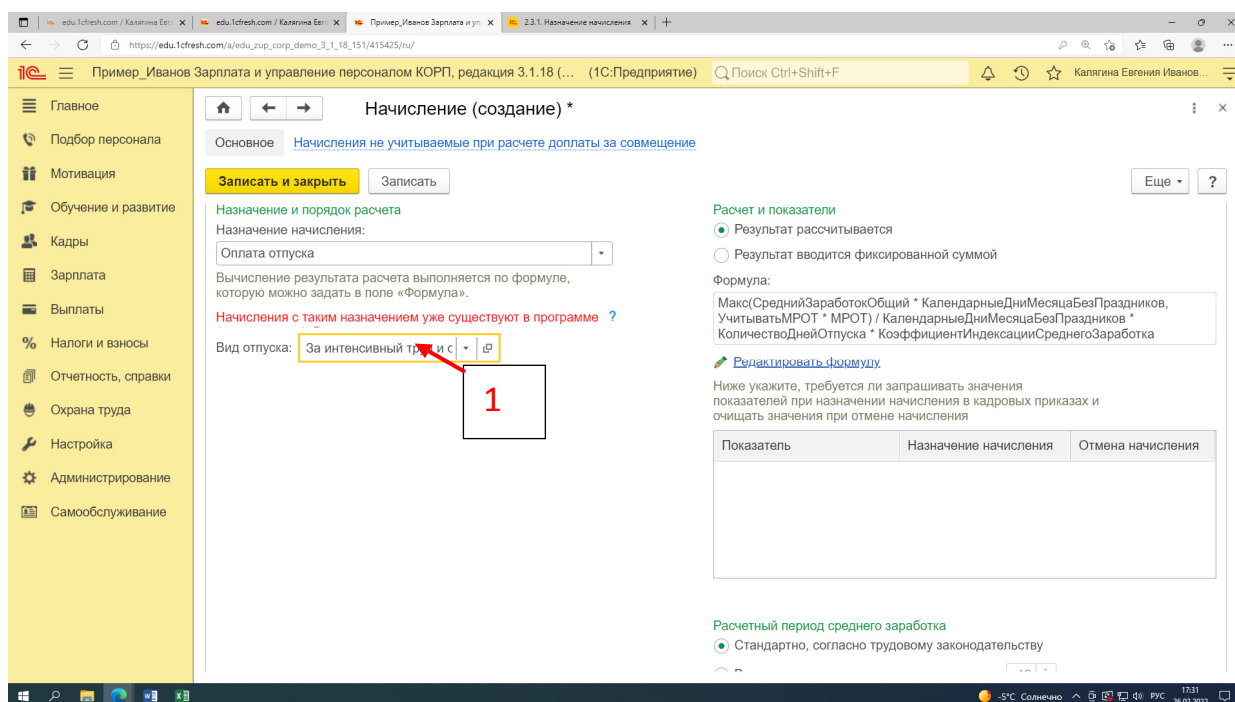 edu.1cfresh.com / Калягина Евг
edu.1cfresh.com / Калягина Евг
Пример_Иванов Зарплата и уп
2.3.1. Назначение начисления
https://edu.1cfresh.com/a/edu_zup_corp_demo_3_1_18_151/415425/ru/
Пример_Иванов Зарплата и управление персоналом КОРП, редакция 3.1.18 (... (1С:Предприятие)
Поиск Ctrl+Shift+F
Калягина Евгения Иванов...
Главное
Подбор персонала
Мотивация
Обучение и развитие
Кадры
Зарплата
Выплаты
Налоги и взносы
Отчетность, справки
Охрана труда
Настройка
Администрирование
Самообслуживание
Начисление (создание) *
Основное Начисления не учитываемые при расчете доплаты за совмещение
Записать и закрыть Записать Еще ?
Назначение и порядок расчета
Назначение начисления:
Оплата отпуска
Вычисление результата расчета выполняется по формуле,
которую можно задать в поле «Формула».
Начисления с таким назначением уже существуют в программе ?
Вид отпуска: За интенсивный труд и с
1
Расчет и показатели
Результат рассчитывается
Результат вводится фиксированной суммой
Формула:
Макс(СреднийЗаработокОбщий * КалендарныеДниМесяцаБезПраздников,
УчитыватьМРОТ * МРОТ) / КалендарныеДниМесяцаБезПраздников *
КоличествоДнейОтпуска * КоэффициентИндексацииСреднегоЗаработка
Редактировать формулу
Ниже укажите, требуется ли запрашивать значения
показателей при назначении начисления в кадровых приказах и
очищать значения при отмене начисления
Показатель Назначение начисления Отмена начисления
Расчетный период среднего заработка
Стандартно, согласно трудовому законодательству
-5°C Солнечно РУС 17:31
26.02.2022